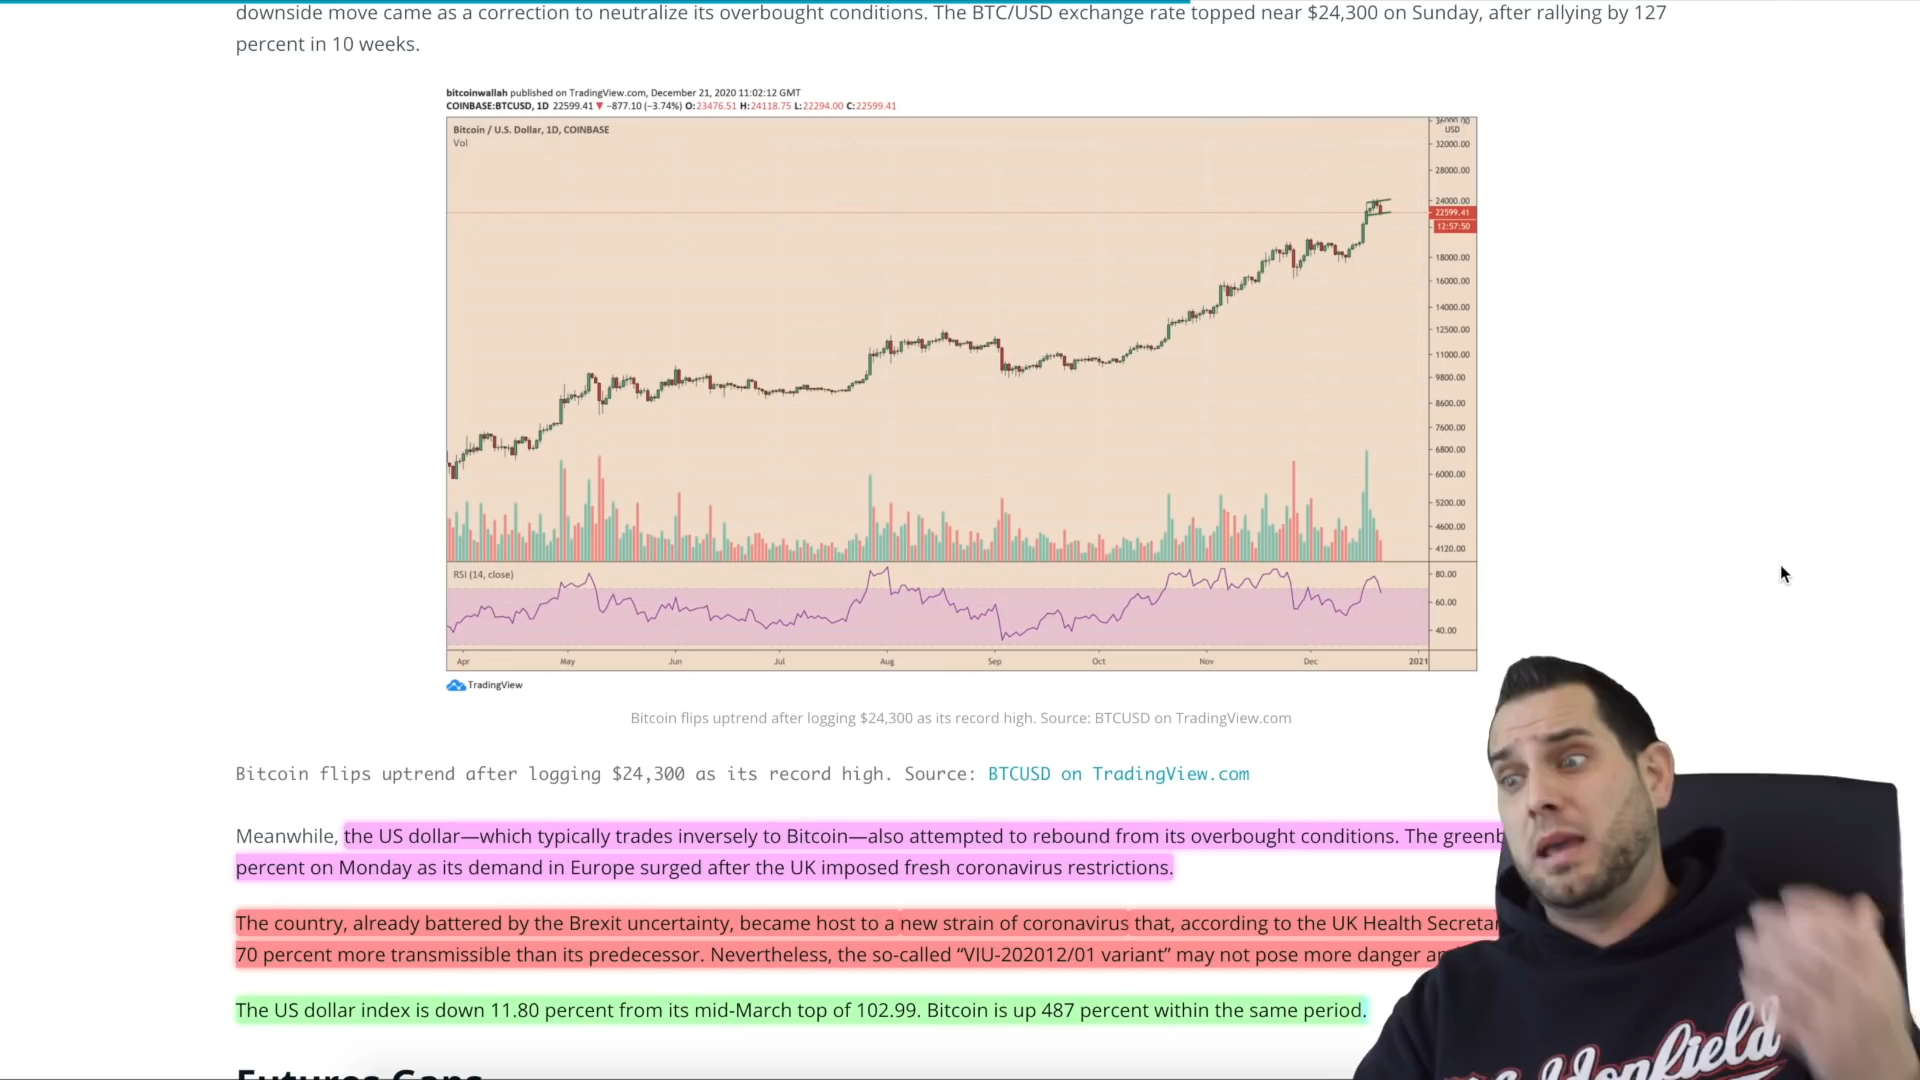 downside move came as a correction to neutralize its overbought conditions. The BTC/USD exchange rate topped near $24,300 on Sunday, after rallying by 127
percent in 10 weeks.
bitcoinwallah published on TradingView.com, December 21, 2020 11:02:12 GMT
COINBASE:BTCUSD, 1D 22599.41 ▼ −877.10 (−3.74%) O:23476.51 H:24118.75 L:22294.00 C:22599.41
Bitcoin / U.S. Dollar, 1D, COINBASE
Vol
36000.00
USD
32000.00
28000.00
24000.00
22599.41
12:57:50
18000.00
16000.00
14000.00
12500.00
11000.00
9800.00
8600.00
7600.00
6800.00
6000.00
5200.00
4600.00
4120.00
RSI (14, close)
80.00
60.00
40.00
Apr May Jun Jul Aug Sep Oct Nov Dec 2021
TradingView
Bitcoin flips uptrend after logging $24,300 as its record high. Source: BTCUSD on TradingView.com
Bitcoin flips uptrend after logging $24,300 as its record high. Source: BTCUSD on TradingView.com
Meanwhile, the US dollar—which typically trades inversely to Bitcoin—also attempted to rebound from its overbought conditions. The greenb
percent on Monday as its demand in Europe surged after the UK imposed fresh coronavirus restrictions.
The country, already battered by the Brexit uncertainty, became host to a new strain of coronavirus that, according to the UK Health Secretar
70 percent more transmissible than its predecessor. Nevertheless, the so-called “VIU-202012/01 variant” may not pose more danger
The US dollar index is down 11.80 percent from its mid-March top of 102.99. Bitcoin is up 487 percent within the same period.
Futures Gaps